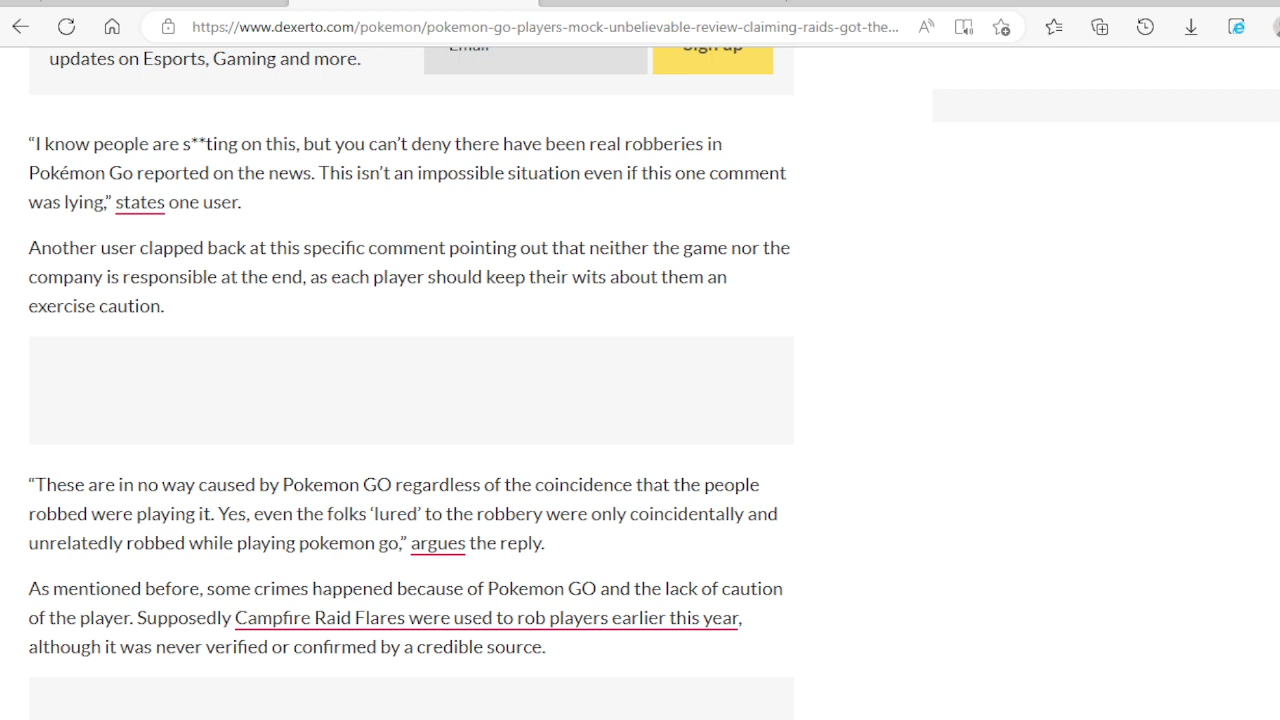 https://www.dexerto.com/pokemon/pokemon-go-players-mock-unbelievable-review-claiming-raids-got-the...
updates on Esports, Gaming and more.
Email
Sign up
“I know people are s**ting on this, but you can’t deny there have been real robberies in
Pokémon Go reported on the news. This isn’t an impossible situation even if this one comment
was lying,” states one user.
Another user clapped back at this specific comment pointing out that neither the game nor the
company is responsible at the end, as each player should keep their wits about them an
exercise caution.
“These are in no way caused by Pokemon GO regardless of the coincidence that the people
robbed were playing it. Yes, even the folks ‘lured’ to the robbery were only coincidentally and
unrelatedly robbed while playing pokemon go,” argues the reply.
As mentioned before, some crimes happened because of Pokemon GO and the lack of caution
of the player. Supposedly Campfire Raid Flares were used to rob players earlier this year,
although it was never verified or confirmed by a credible source.